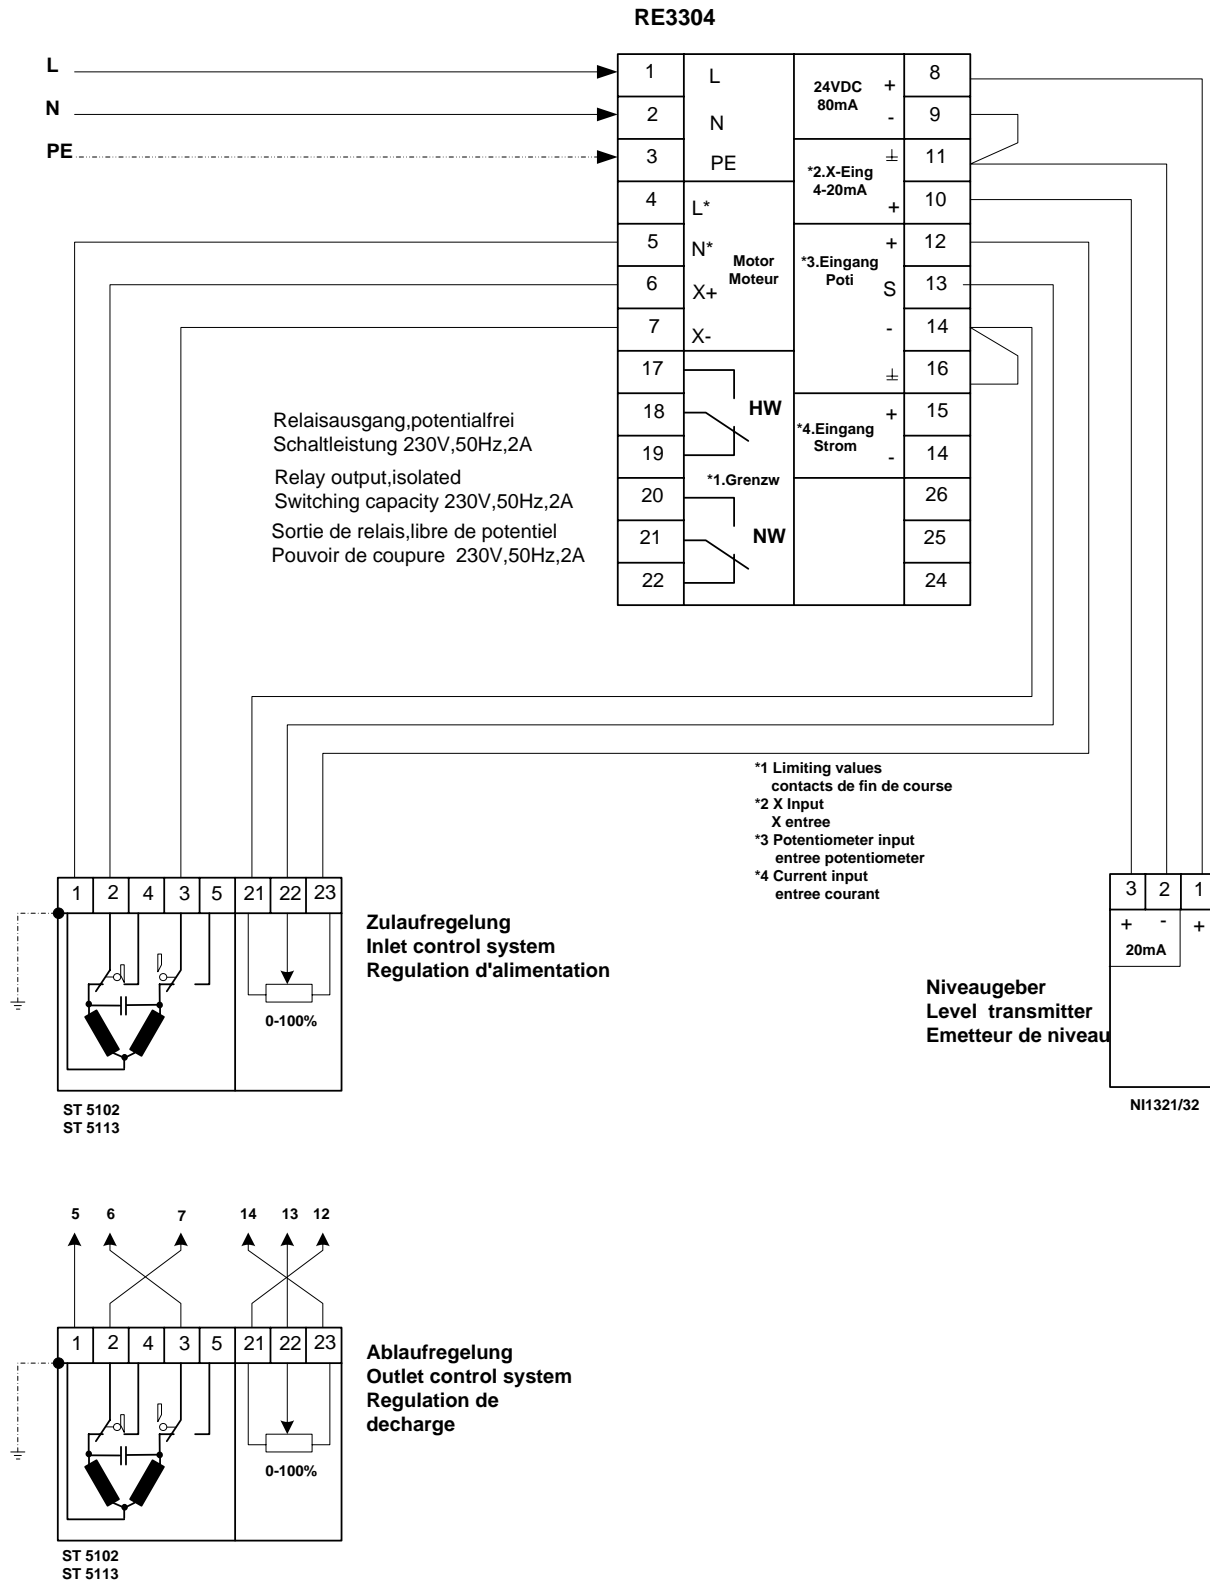 RE3304
L
N
PE
1
2
3
4
5
6
7
17
18
19
20
21
22
L
N
PE
L*
N*
X+
X-
Motor
Moteur
HW
*1.Grenzw
NW
24VDC
80mA
+
-
*2.X-Eing
4-20mA
+
*3.Eingang
Poti
+
S
-
*4.Eingang
Strom
+
-
8
9
11
10
12
13
14
16
15
14
26
25
24
Relaisausgang,potentialfrei
Schaltleistung 230V,50Hz,2A
Relay output,isolated
Switching capacity 230V,50Hz,2A
Sortie de relais,libre de potentiel
Pouvoir de coupure 230V,50Hz,2A
*1 Limiting values
contacts de fin de course
*2 X Input
X entree
*3 Potentiometer input
entree potentiometer
*4 Current input
entree courant
1 2 4 3 5 21 22 23
0-100%
ST 5102
ST 5113
Zulaufregelung
Inlet control system
Regulation d'alimentation
3 2 1
+ - +
20mA
Niveaugeber
Level transmitter
Emetteur de niveau
NI1321/32
5 6 7 14 13 12
1 2 4 3 5 21 22 23
0-100%
ST 5102
ST 5113
Ablaufregelung
Outlet control system
Regulation de
decharge